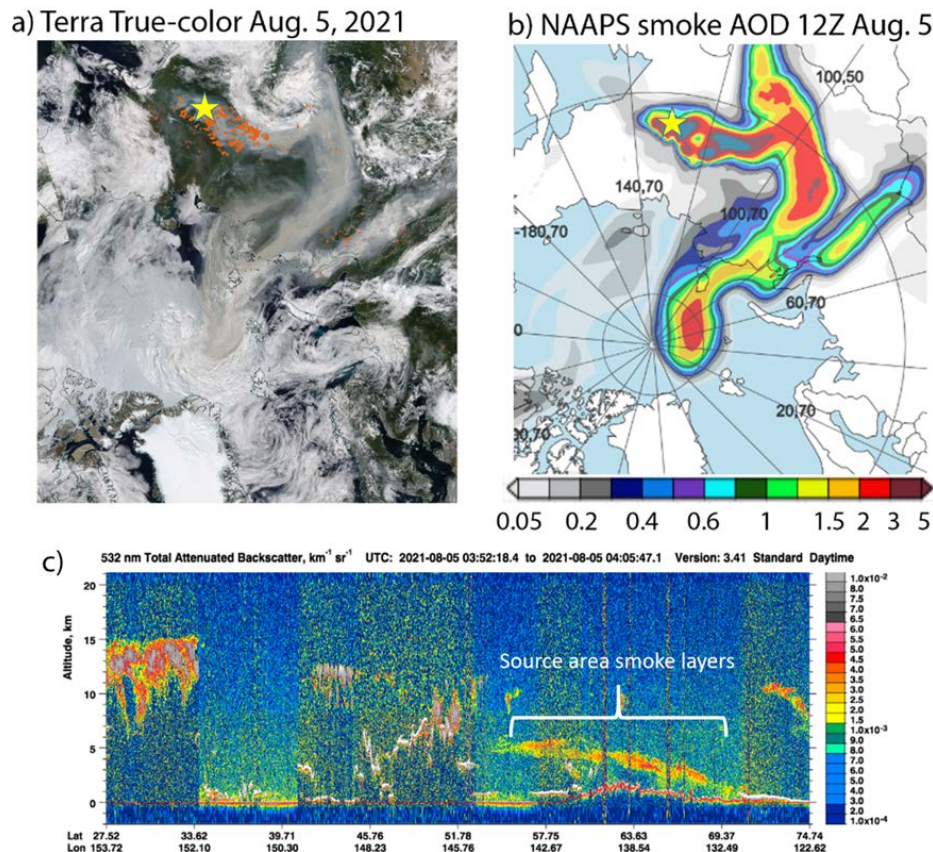 a) Terra True-color Aug. 5, 2021
b) NAAPS smoke AOD 12Z Aug. 5
100,50
140,70
100,70
-180,70
60,70
0
20,70
0.05 0.2 0.4 0.6 1 1.5 2 3 5
c)
532 nm Total Attenuated Backscatter, km⁻¹ sr⁻¹ UTC: 2021-08-05 03:52:18.4 to 2021-08-05 04:05:47.1 Version: 3.41 Standard Daytime
Altitude, km
20
15
10
5
0
Source area smoke layers
1.0x10⁻²
9.0
8.0
7.5
7.0
6.5
6.0
5.5
5.0
4.5
4.0
3.5
3.0
2.5
2.0
1.5
1.0x10⁻³
9.0
8.0
7.0
6.0
5.0
4.0
3.0
2.0
1.0x10⁻⁴
Lat 27.52 33.62 39.71 45.76 51.78 57.75 63.63 69.37 74.74
Lon 153.72 152.10 150.30 148.23 145.76 142.67 138.54 132.49 122.62